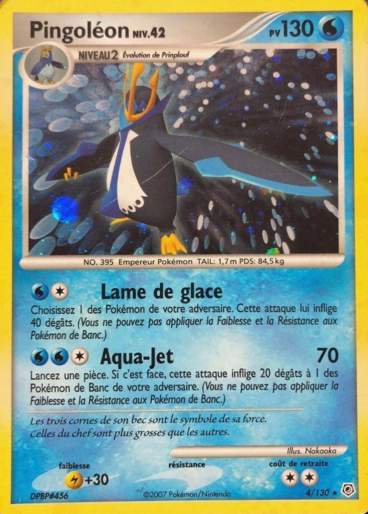 Pingoléon NIV.42 PV 130
NIVEAU 2 Évolution de Prinplouf
NO. 395 Empereur Pokémon TAIL: 1,7 m PDS: 84,5kg
Lame de glace
Choisissez 1 des Pokémon de votre adversaire. Cette attaque lui inflige
40 dégâts. (Vous ne pouvez pas appliquer la Faiblesse et la Résistance aux
Pokémon de Banc.)
Aqua-Jet 70
Lancez une pièce. Si c'est face, cette attaque inflige 20 dégâts à 1 des
Pokémon de Banc de votre adversaire. (Vous ne pouvez pas appliquer la
Faiblesse et la Résistance aux Pokémon de Banc.)
Les trois cornes de son bec sont le symbole de sa force.
Celles du chef sont plus grosses que les autres.
Illus. Nakaoka
faiblesse résistance coût de retraite
+30
DPBP#456 ©2007 Pokémon/Nintendo 4/130 ★